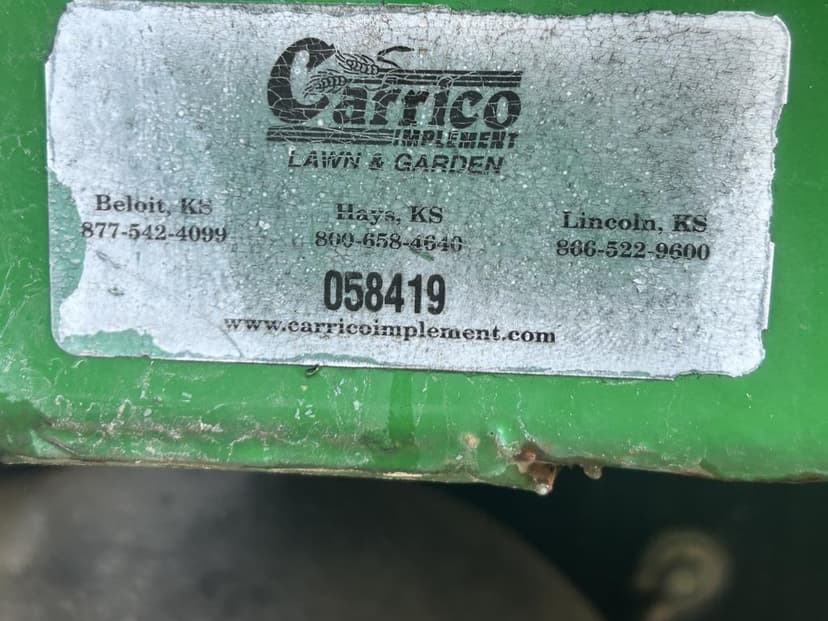 Carrico
IMPLEMENT
LAWN & GARDEN
Beloit, KS Hays, KS Lincoln, KS
877-542-4099 800-658-4640 866-522-9600
058419
www.carricoimplement.com